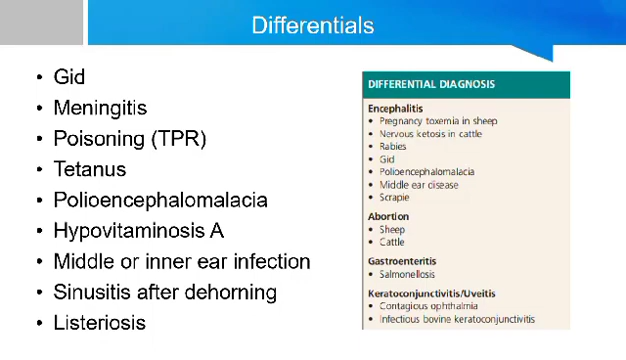 Differentials
• Gid
• Meningitis
• Poisoning (TPR)
• Tetanus
• Polioencephalomalacia
• Hypovitaminosis A
• Middle or inner ear infection
• Sinusitis after dehorning
• Listeriosis
DIFFERENTIAL DIAGNOSIS
Encephalitis
• Pregnancy toxemia in sheep
• Nervous ketosis in cattle
• Rabies
• Gid
• Polioencephalomalacia
• Middle ear disease
• Scrapie
Abortion
• Sheep
• Cattle
Gastroenteritis
• Salmonellosis
Keratoconjunctivitis/Uveitis
• Contagious ophthalmia
• Infectious bovine keratoconjunctivitis